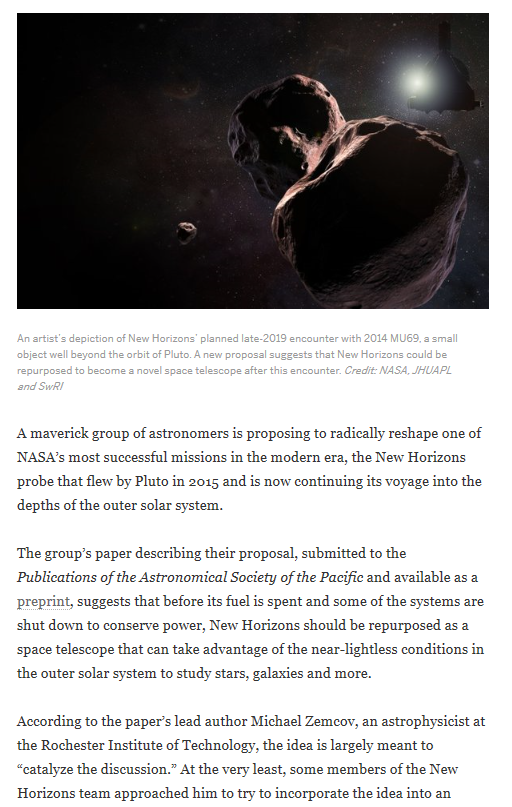 An artist's depiction of New Horizons' planned late-2019 encounter with 2014 MU69, a small
object well beyond the orbit of Pluto. A new proposal suggests that New Horizons could be
repurposed to become a novel space telescope after this encounter. Credit: NASA, JHUAPL
and SwRI
A maverick group of astronomers is proposing to radically reshape one of
NASA's most successful missions in the modern era, the New Horizons
probe that flew by Pluto in 2015 and is now continuing its voyage into the
depths of the outer solar system.
The group's paper describing their proposal, submitted to the
Publications of the Astronomical Society of the Pacific and available as a
preprint, suggests that before its fuel is spent and some of the systems are
shut down to conserve power, New Horizons should be repurposed as a
space telescope that can take advantage of the near-lightless conditions in
the outer solar system to study stars, galaxies and more.
According to the paper's lead author Michael Zemcov, an astrophysicist at
the Rochester Institute of Technology, the idea is largely meant to
“catalyze the discussion.” At the very least, some members of the New
Horizons team approached him to try to incorporate the idea into an